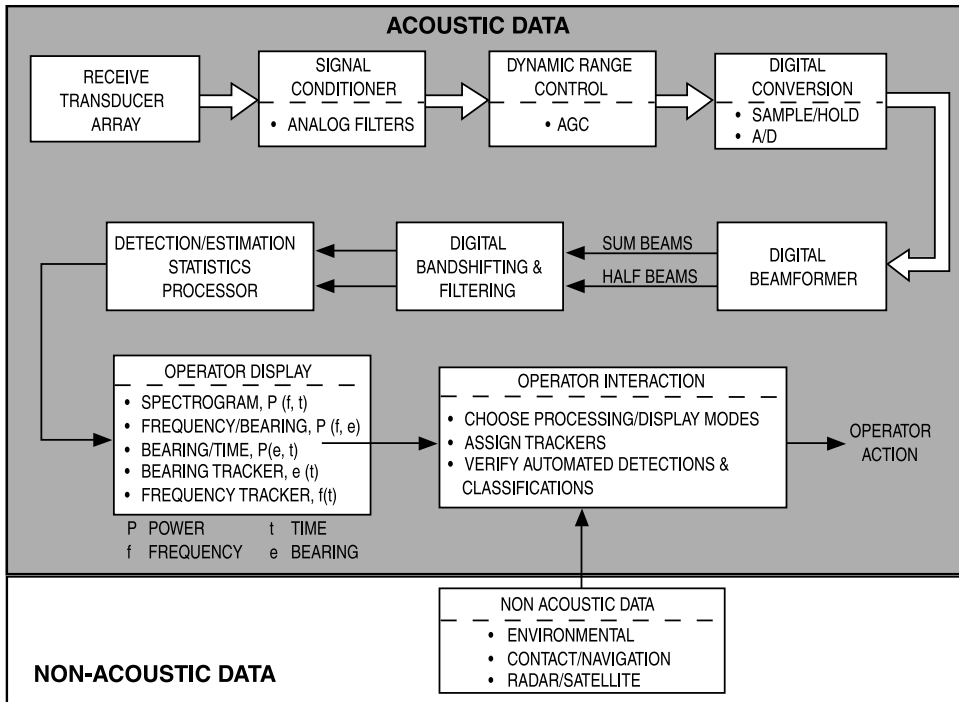 ACOUSTIC DATA
RECEIVE
TRANSDUCER
ARRAY
SIGNAL
CONDITIONER
• ANALOG FILTERS
DYNAMIC RANGE
CONTROL
• AGC
DIGITAL
CONVERSION
• SAMPLE/HOLD
• A/D
DIGITAL
BEAMFORMER
SUM BEAMS
HALF BEAMS
DIGITAL
BANDSHIFTING &
FILTERING
DETECTION/ESTIMATION
STATISTICS
PROCESSOR
OPERATOR DISPLAY
• SPECTROGRAM, P (f, t)
• FREQUENCY/BEARING, P (f, e)
• BEARING/TIME, P(e, t)
• BEARING TRACKER, e (t)
• FREQUENCY TRACKER, f(t)
P POWER t TIME
f FREQUENCY e BEARING
OPERATOR INTERACTION
• CHOOSE PROCESSING/DISPLAY MODES
• ASSIGN TRACKERS
• VERIFY AUTOMATED DETECTIONS &
CLASSIFICATIONS
OPERATOR
ACTION
NON ACOUSTIC DATA
• ENVIRONMENTAL
• CONTACT/NAVIGATION
• RADAR/SATELLITE
NON-ACOUSTIC DATA